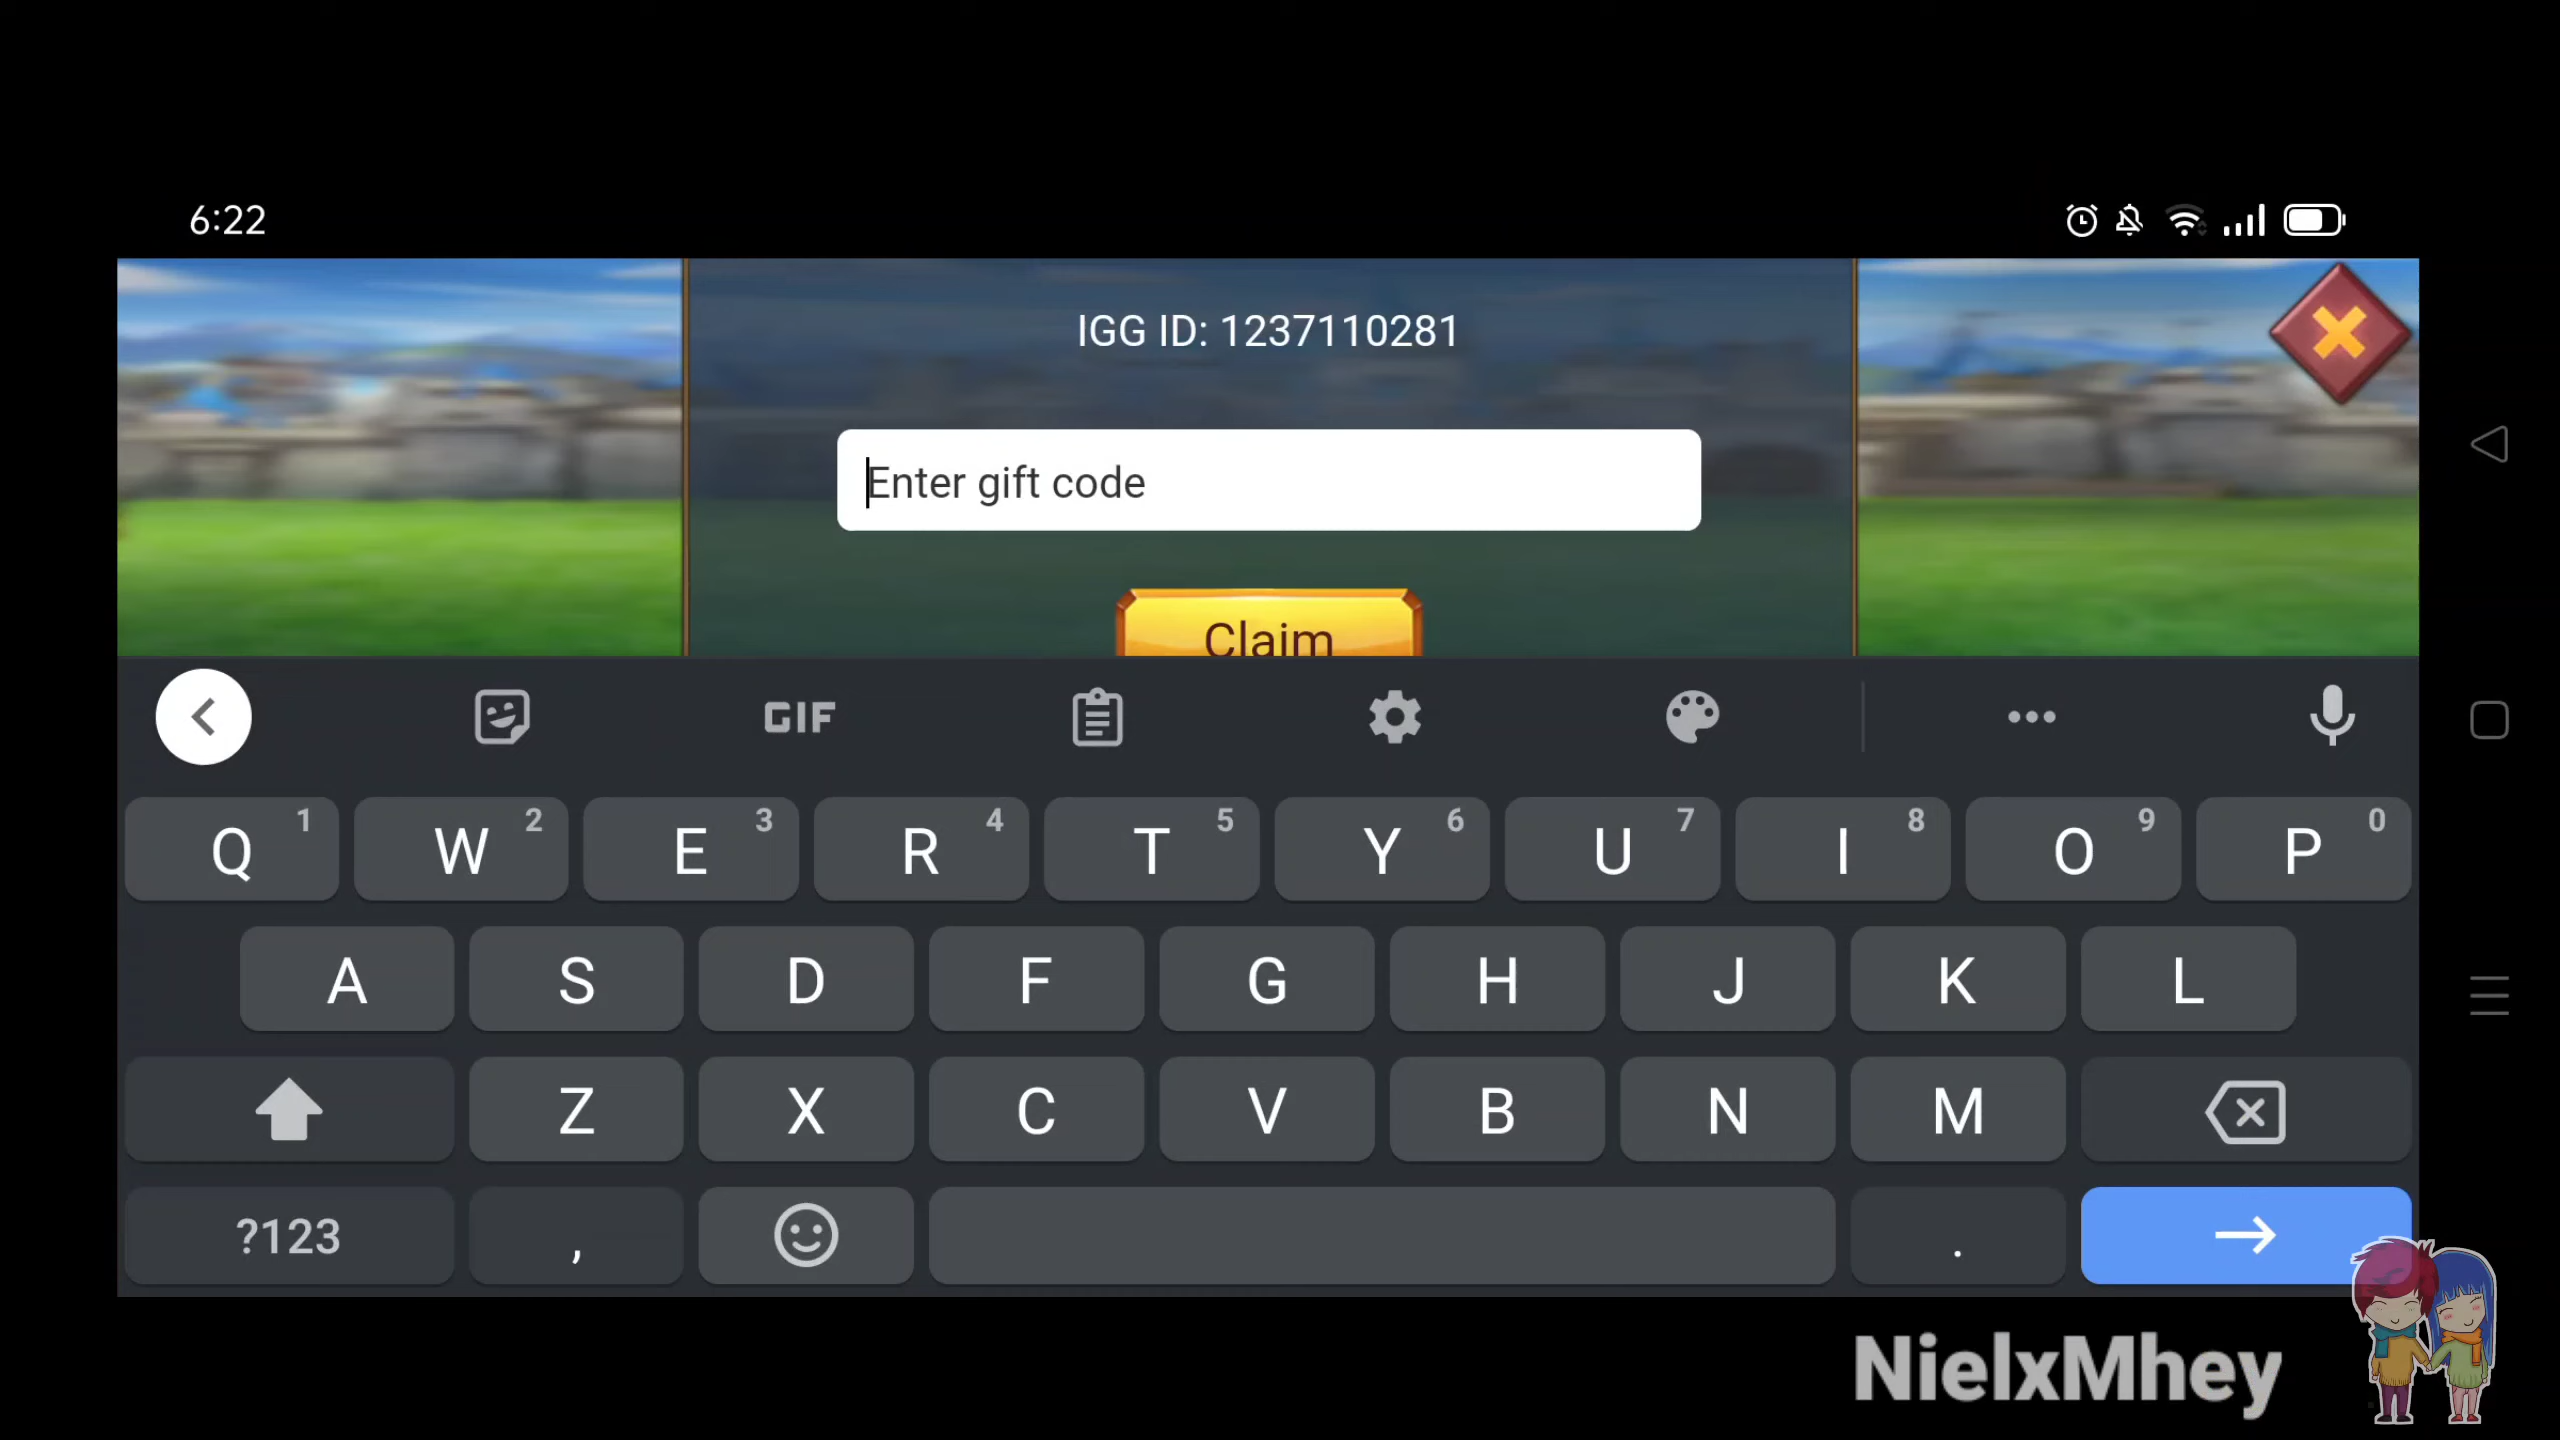 6:22
IGG ID: 1237110281
Enter gift code
Claim
GIF
Q 1 W 2 E 3 R 4 T 5 Y 6 U 7 I 8 O 9 P 0
A S D F G H J K L
Z X C V B N M
?123 , .
NielxMhey